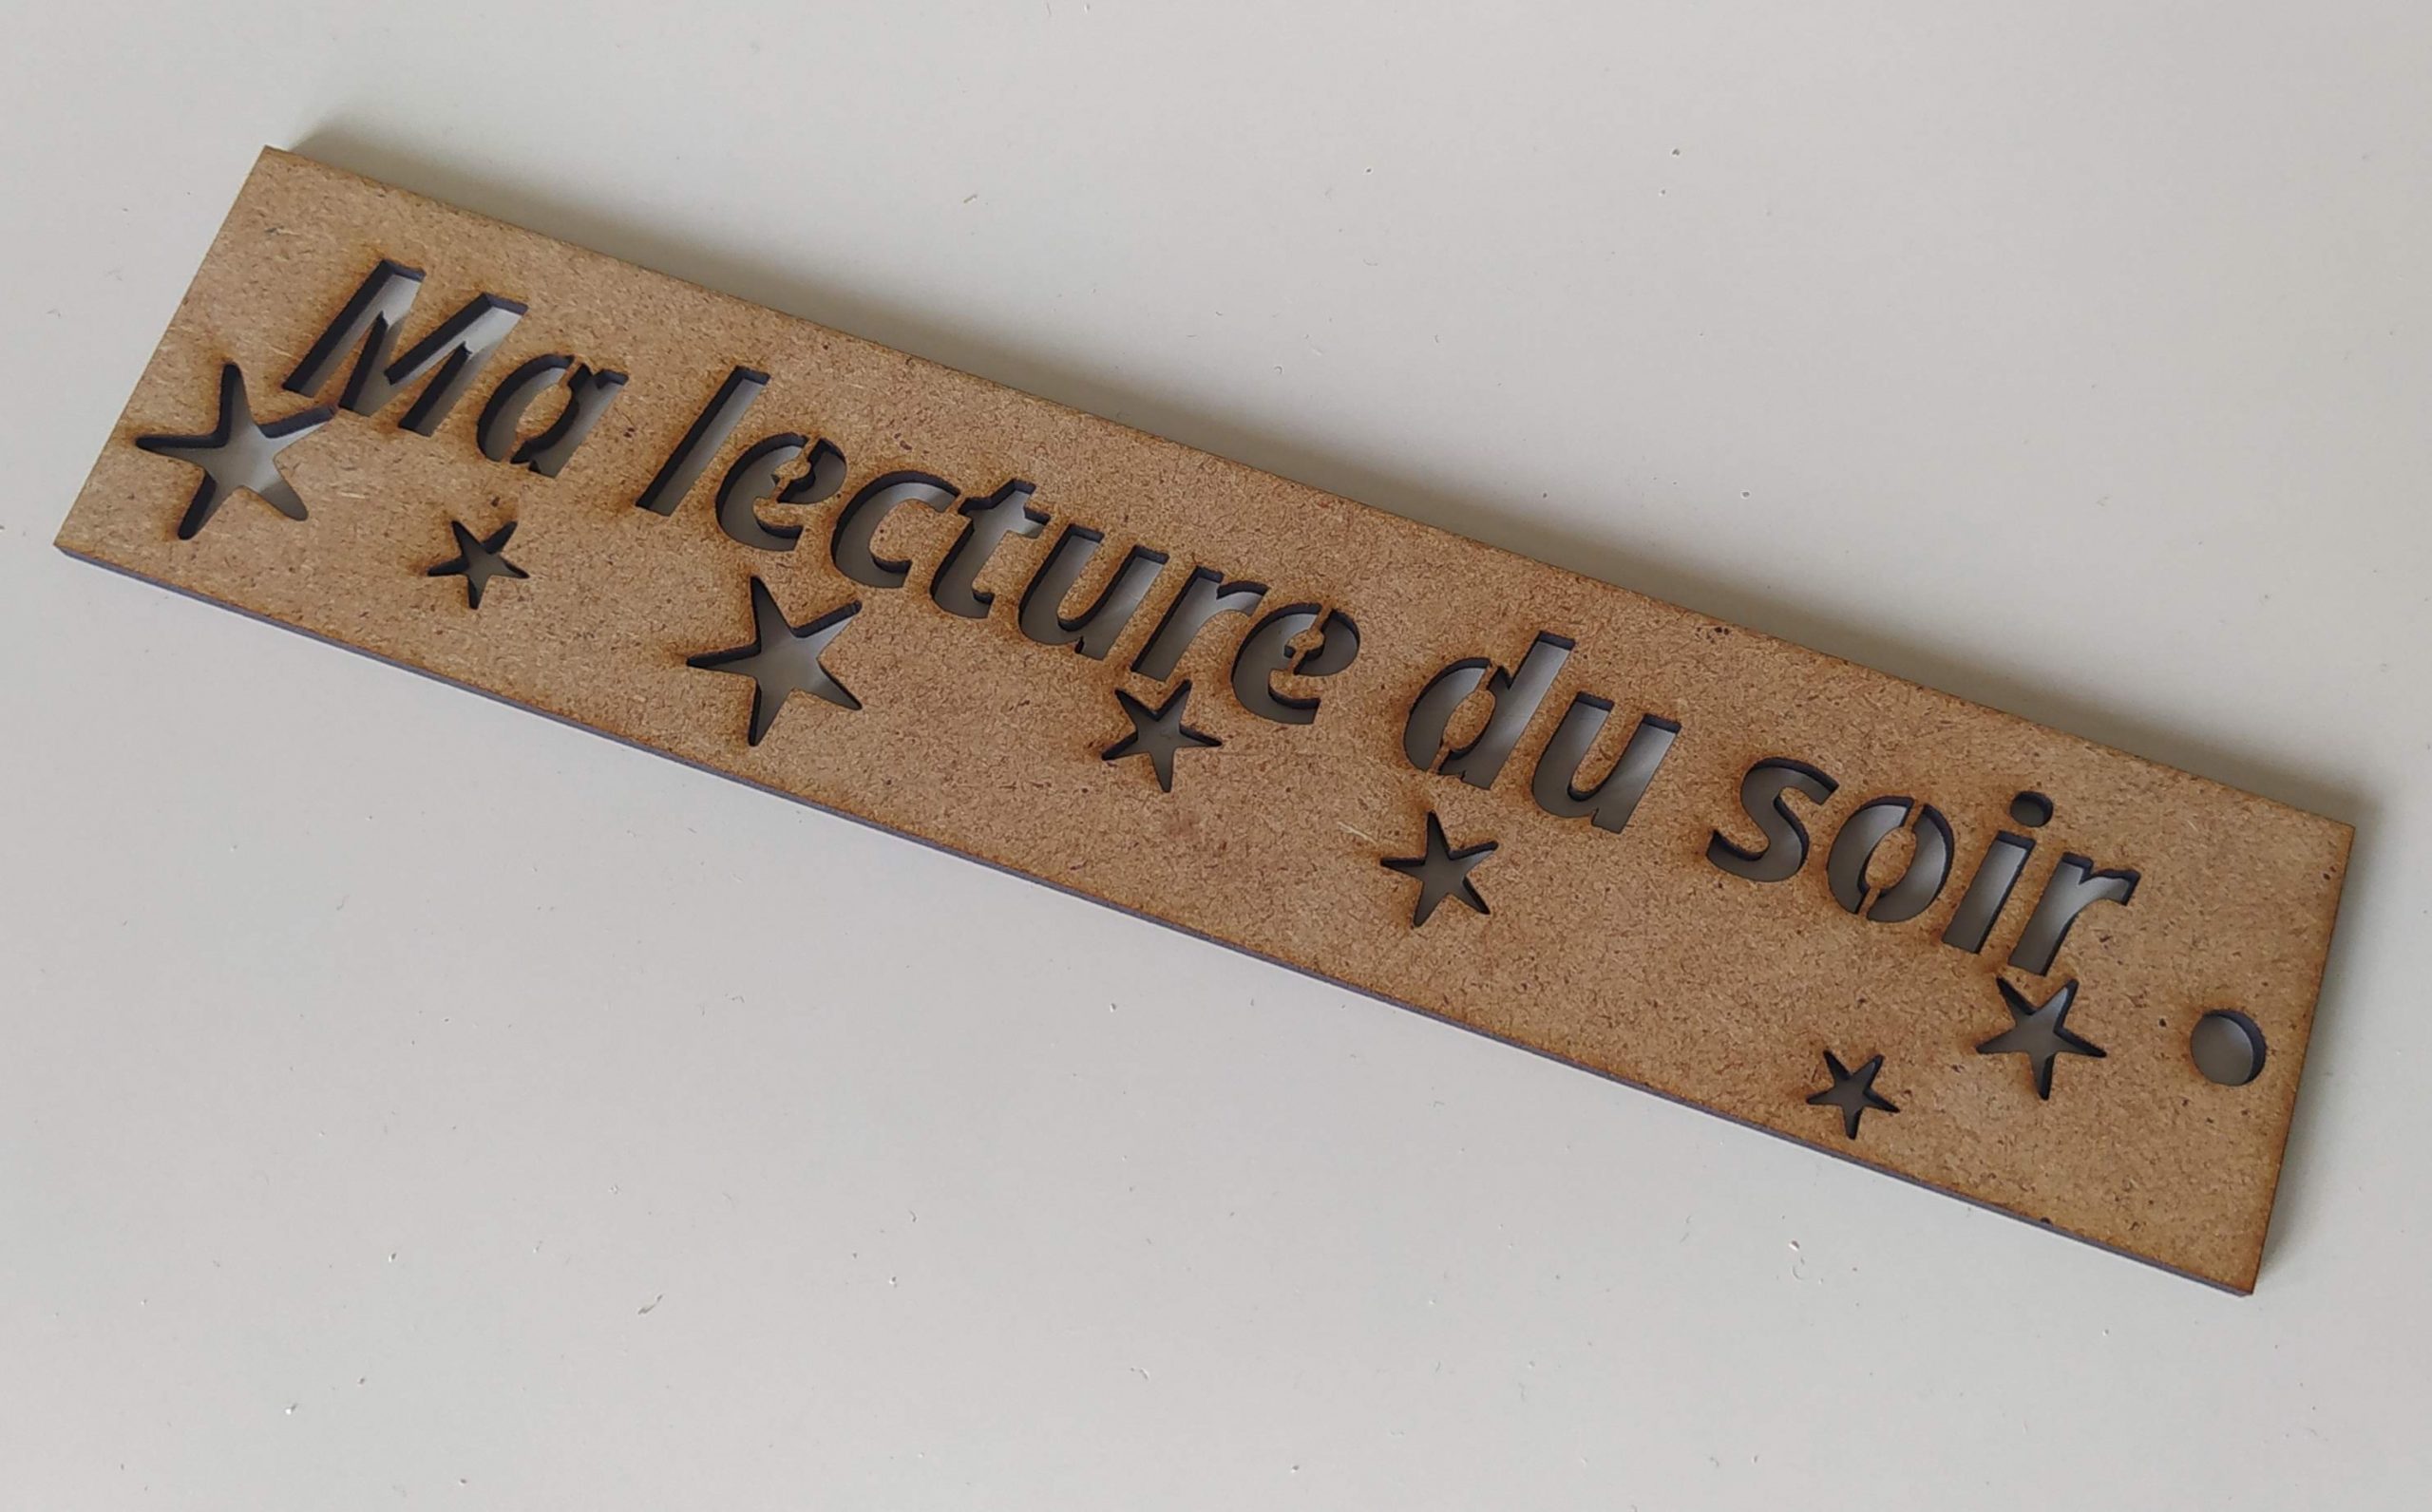 Ma lecture du soir